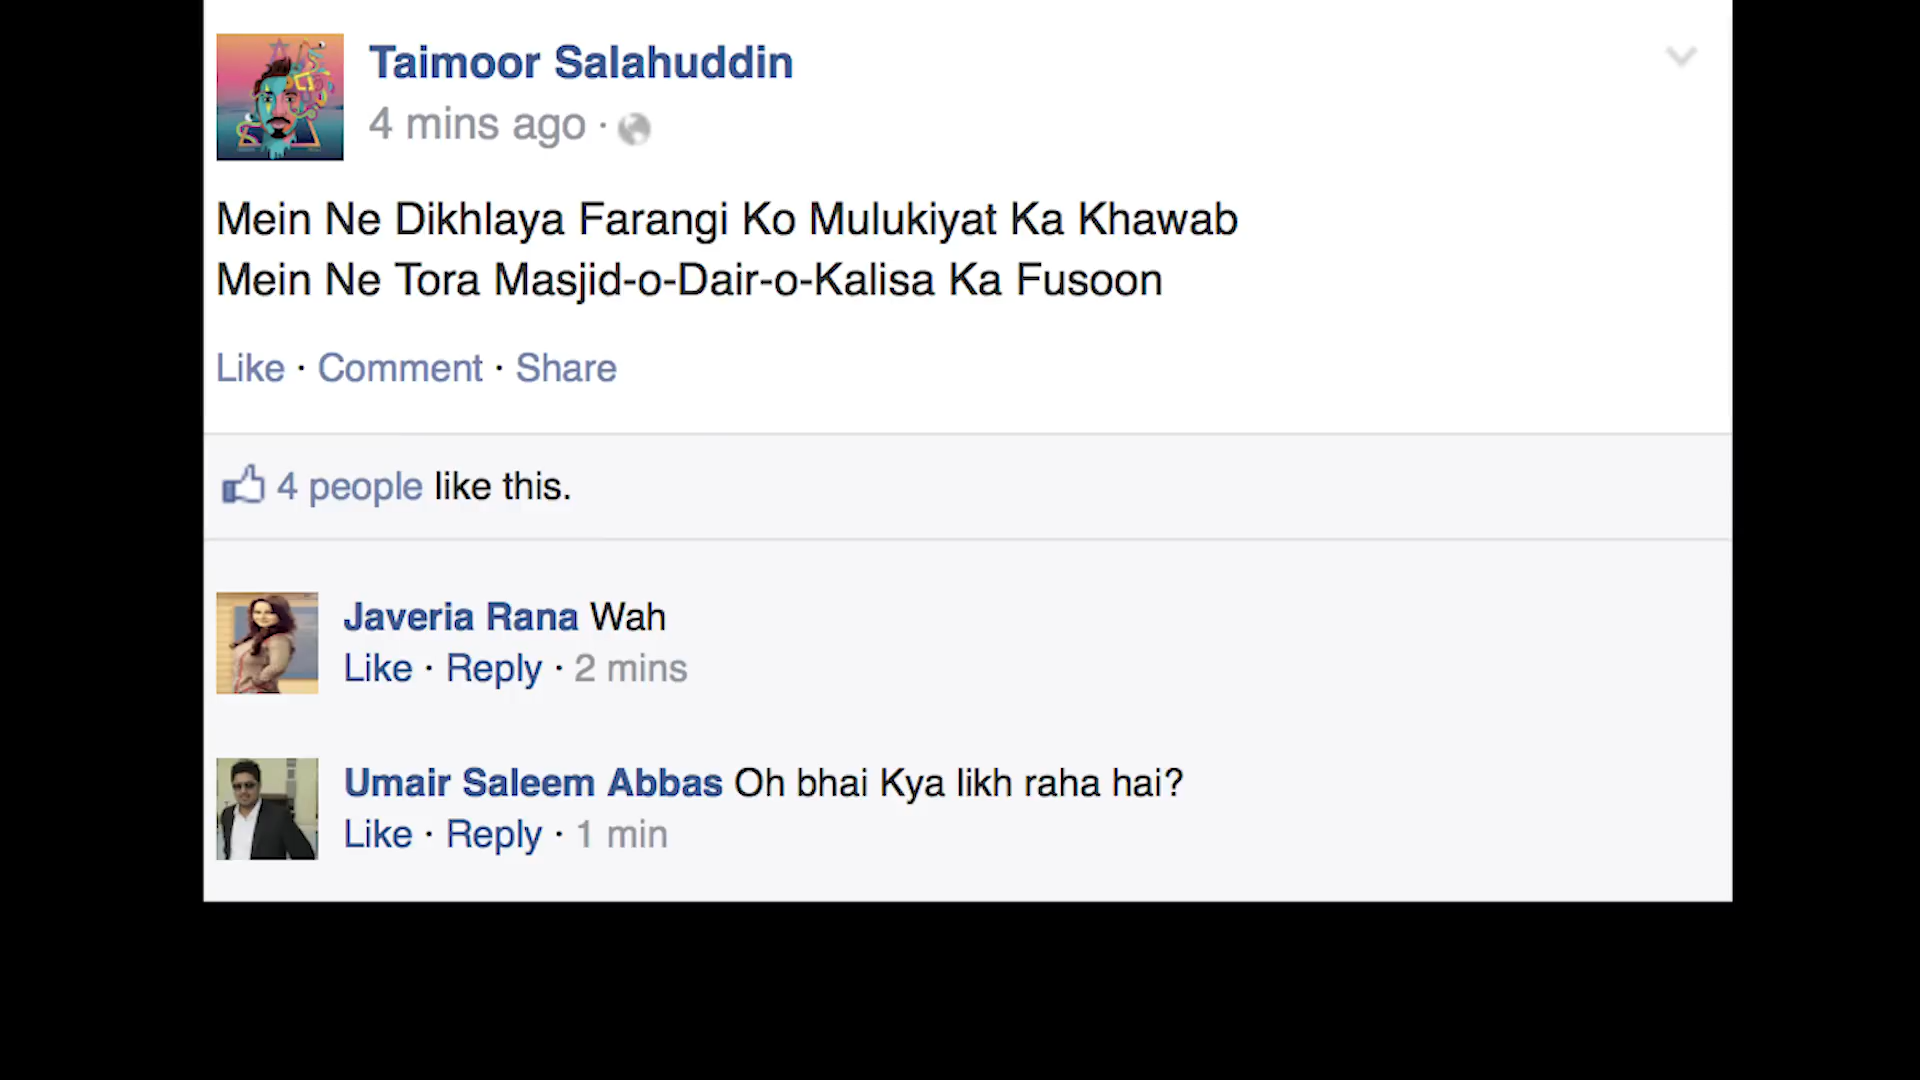 Taimoor Salahuddin
4 mins ago ·
Mein Ne Dikhlaya Farangi Ko Mulukiyat Ka Khawab
Mein Ne Tora Masjid-o-Dair-o-Kalisa Ka Fusoon
Like · Comment · Share
4 people like this.
Javeria Rana Wah
Like · Reply · 2 mins
Umair Saleem Abbas Oh bhai Kya likh raha hai?
Like · Reply · 1 min